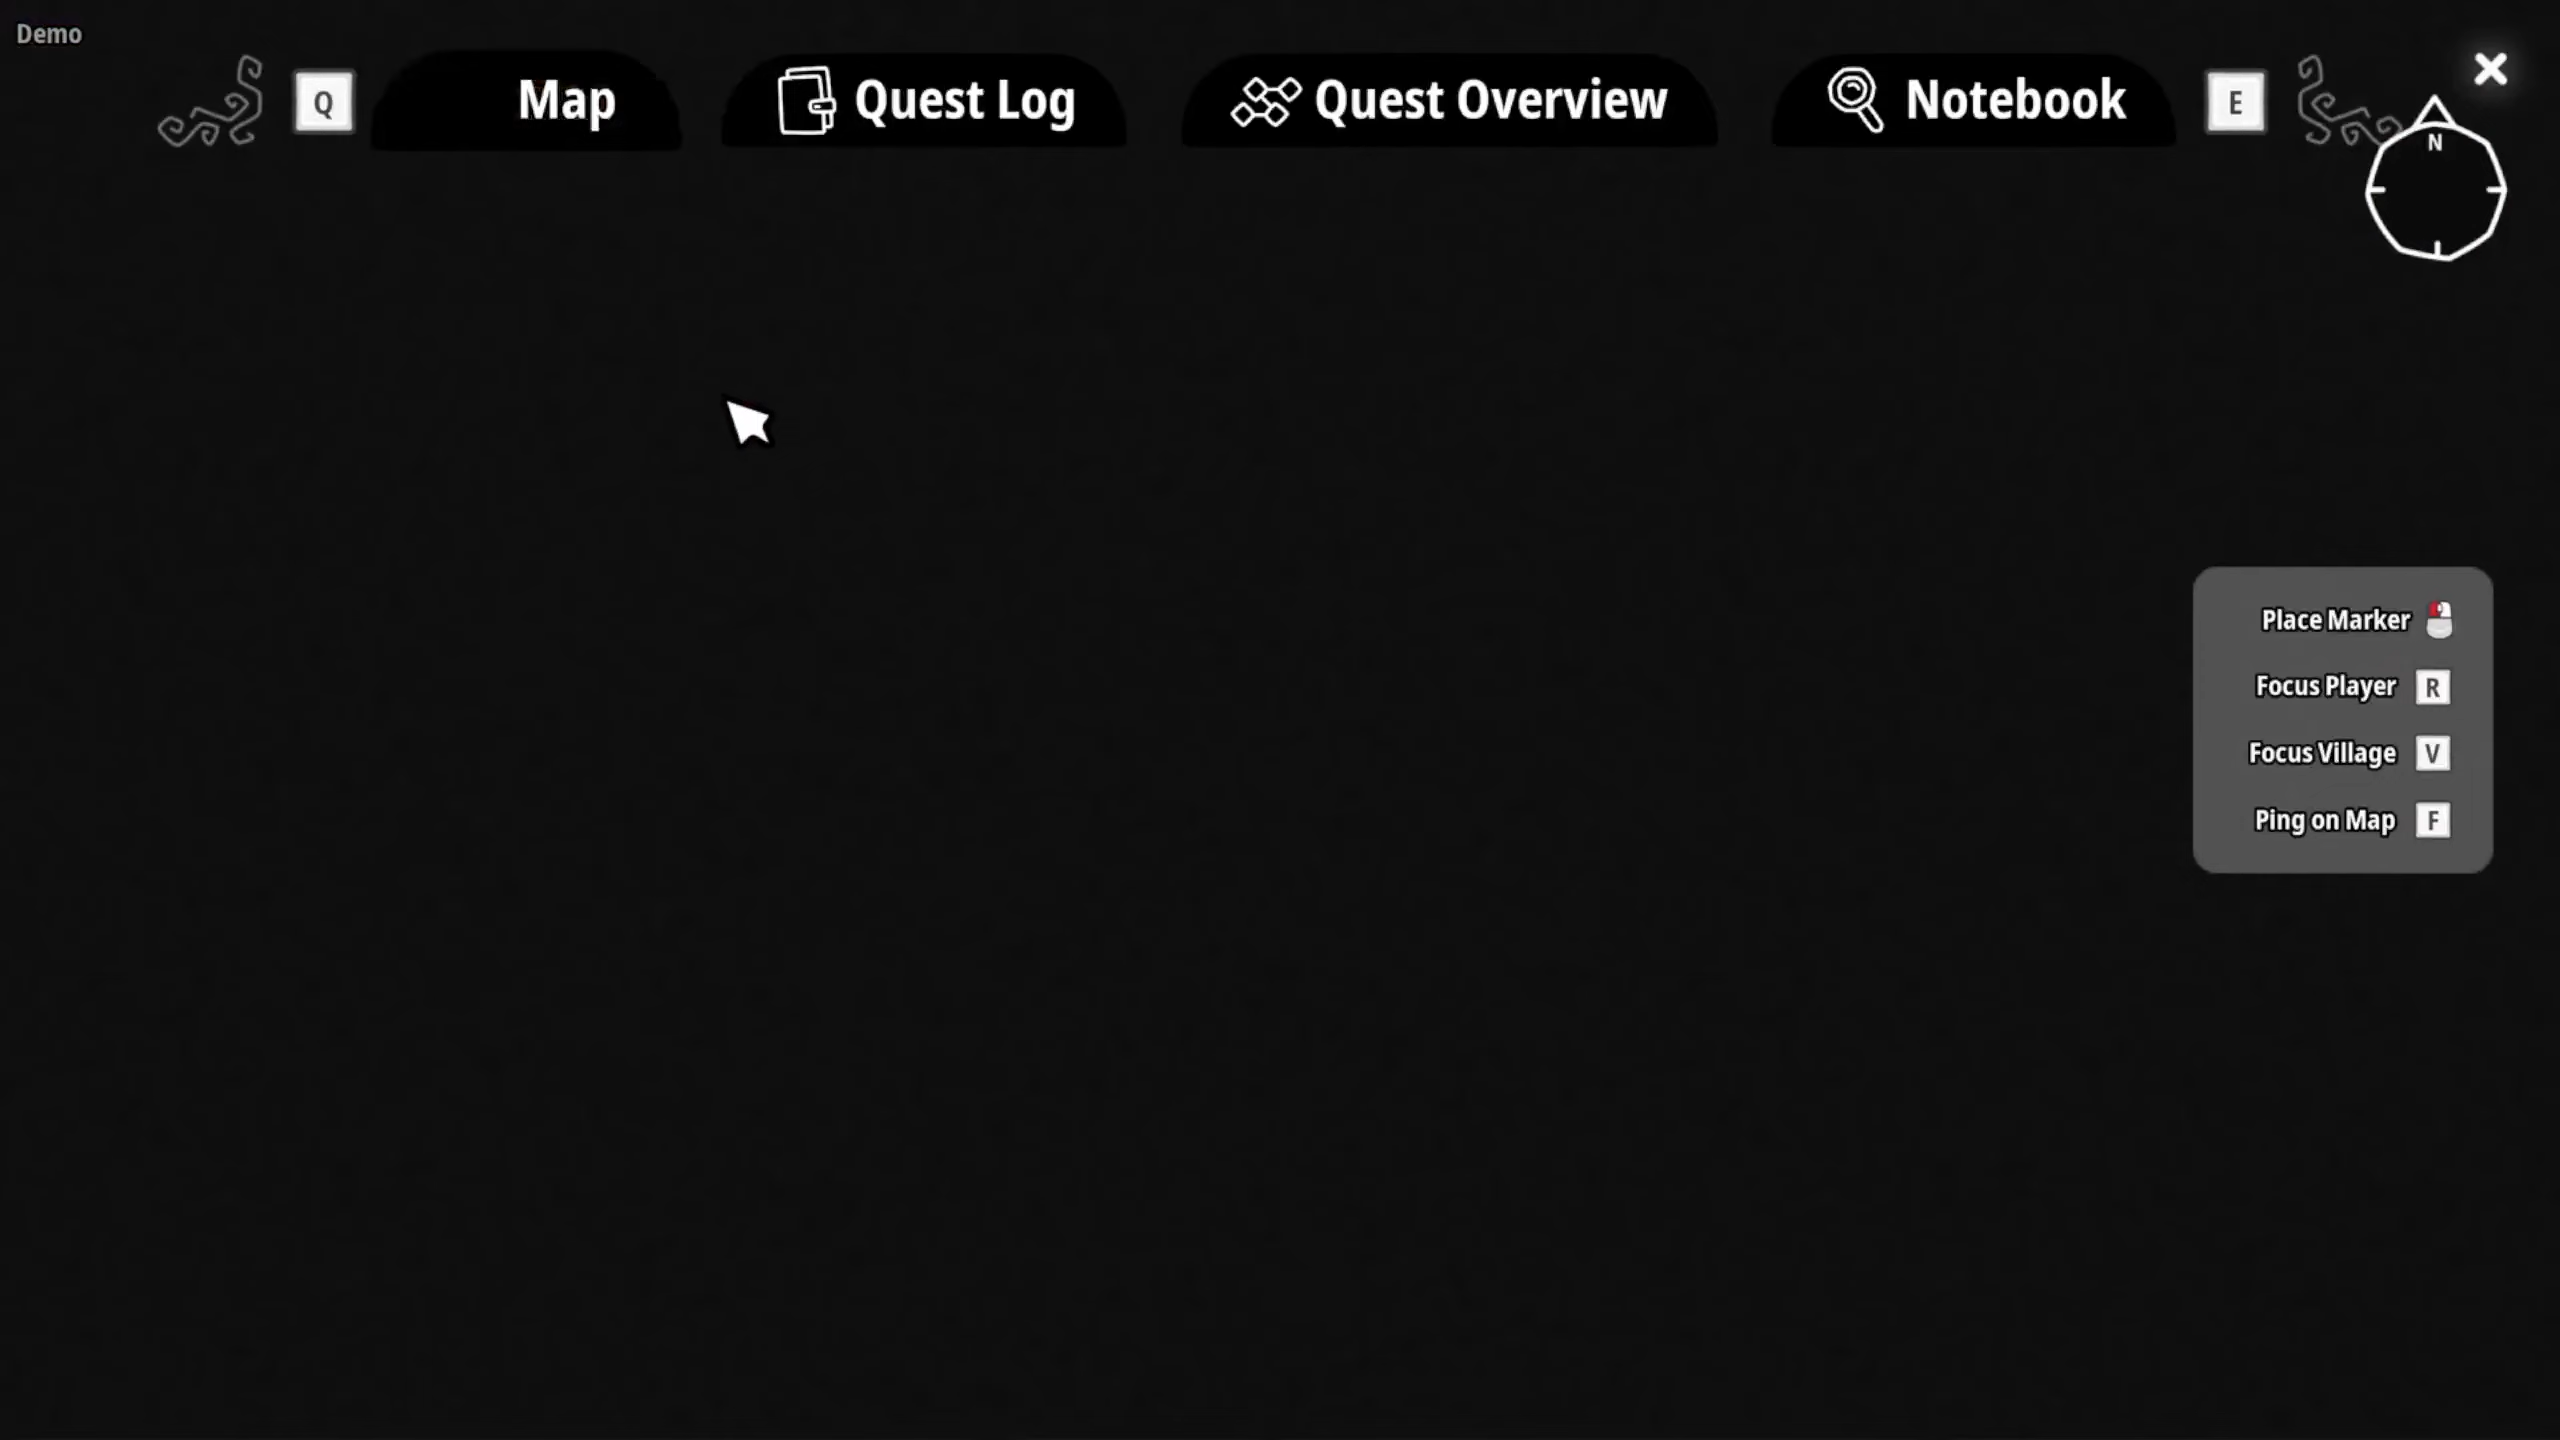 Demo
Q
Map
Quest Log
Quest Overview
Notebook
E
N
Place Marker
Focus Player R
Focus Village V
Ping on Map F